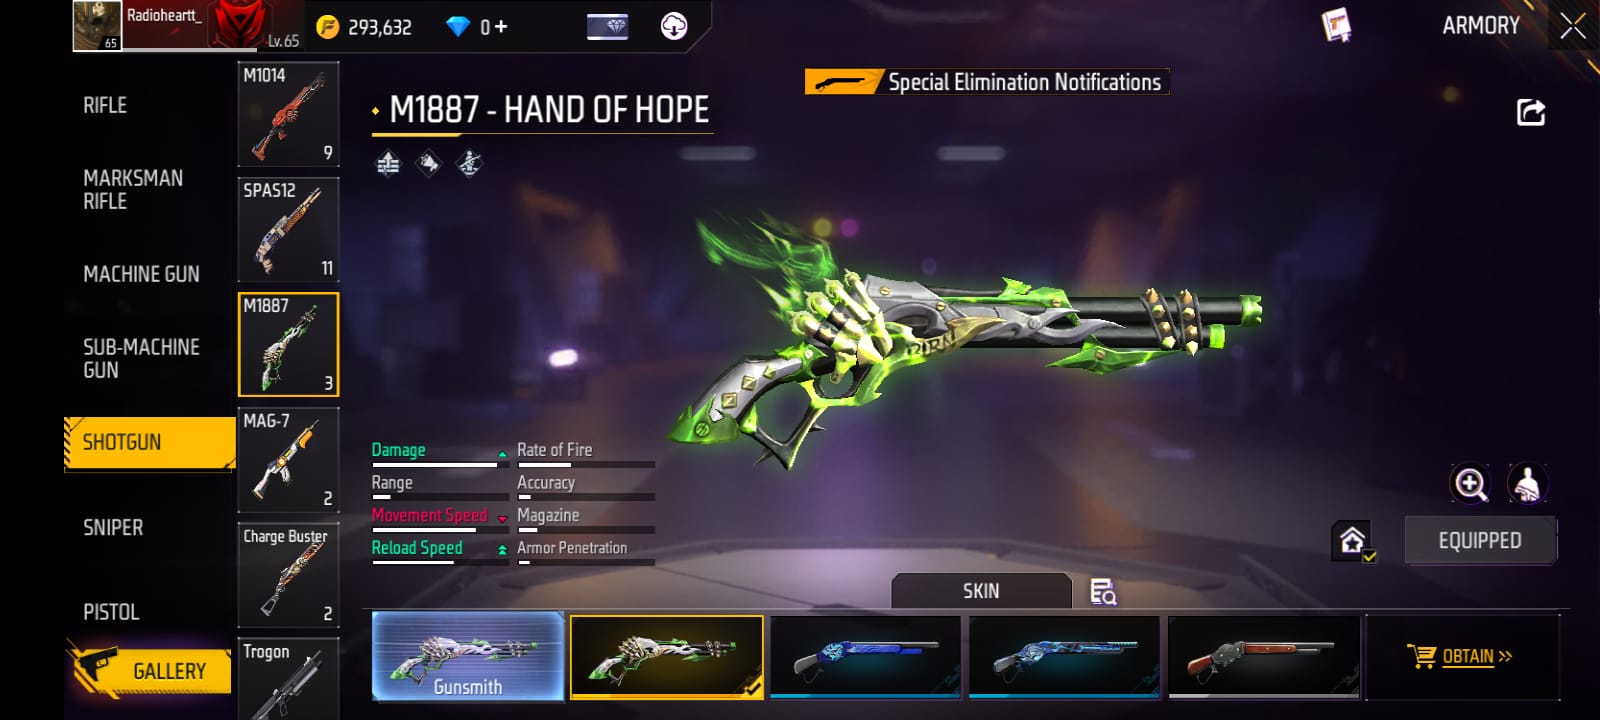 Radioheartt_
65
Lv.65
293,632
0+
ARMORY
RIFLE
MARKSMAN
RIFLE
MACHINE GUN
SUB-MACHINE
GUN
SHOTGUN
SNIPER
PISTOL
GALLERY
M1014
9
SPAS12
11
M1887
3
MAG-7
2
Charge Buster
2
Trogon
M1887 - HAND OF HOPE
Special Elimination Notifications
Damage
Rate of Fire
Range
Accuracy
Movement Speed
Magazine
Reload Speed
Armor Penetration
EQUIPPED
SKIN
Gunsmith
OBTAIN >>